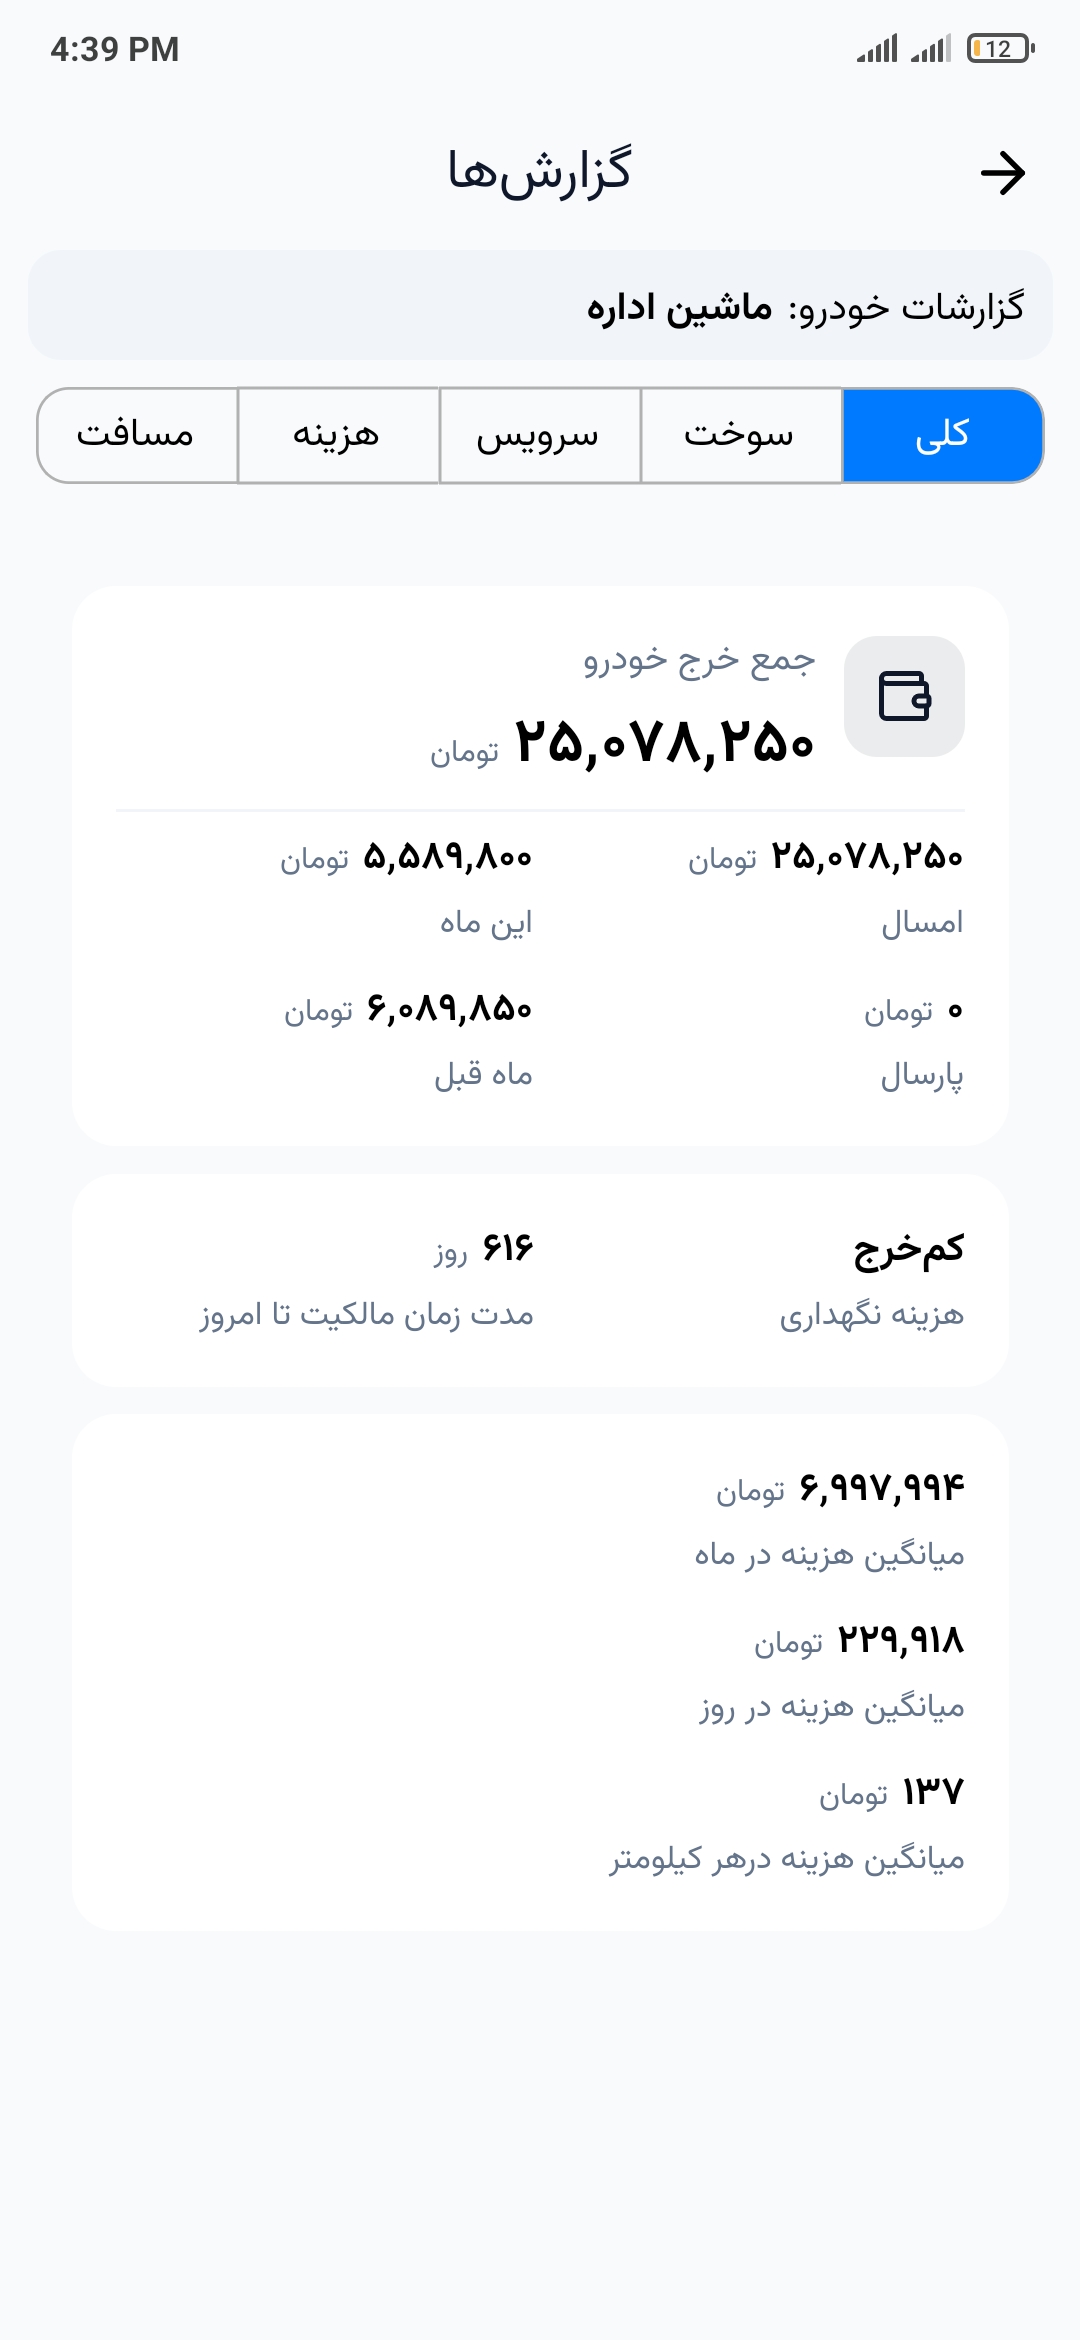 4:39 PM
12
گزارش‌ها
گزارشات خودرو: ماشین اداره
کلی سوخت سرویس هزینه مسافت
جمع خرج خودرو
۲۵,۰۷۸,۲۵۰ تومان
۲۵,۰۷۸,۲۵۰ تومان ۵,۵۸۹,۸۰۰ تومان
امسال این ماه
۰ تومان ۶,۰۸۹,۸۵۰ تومان
پارسال ماه قبل
کم‌خرج ۶۱۶ روز
هزینه نگهداری مدت زمان مالکیت تا امروز
۶,۹۹۷,۹۹۴ تومان
میانگین هزینه در ماه
۲۲۹,۹۱۸ تومان
میانگین هزینه در روز
۱۳۷ تومان
میانگین هزینه درهر کیلومتر